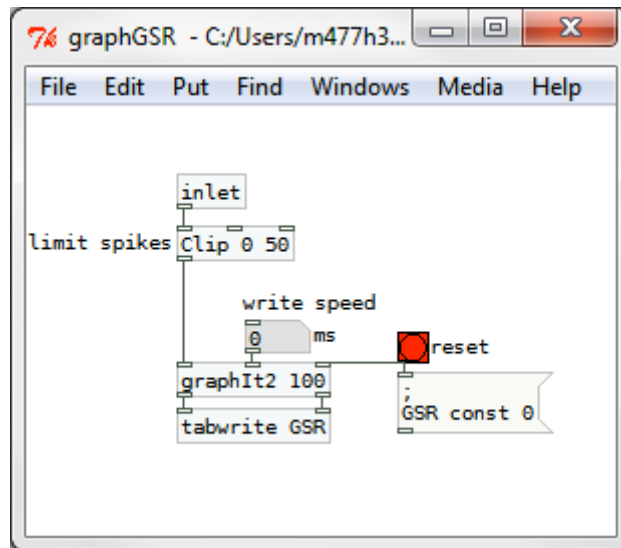 graphGSR - C:/Users/m477h3...
File Edit Put Find Windows Media Help
inlet
limit spikes
Clip 0 50
write speed
0
ms
reset
graphIt2 100
;
GSR const 0
tabwrite GSR